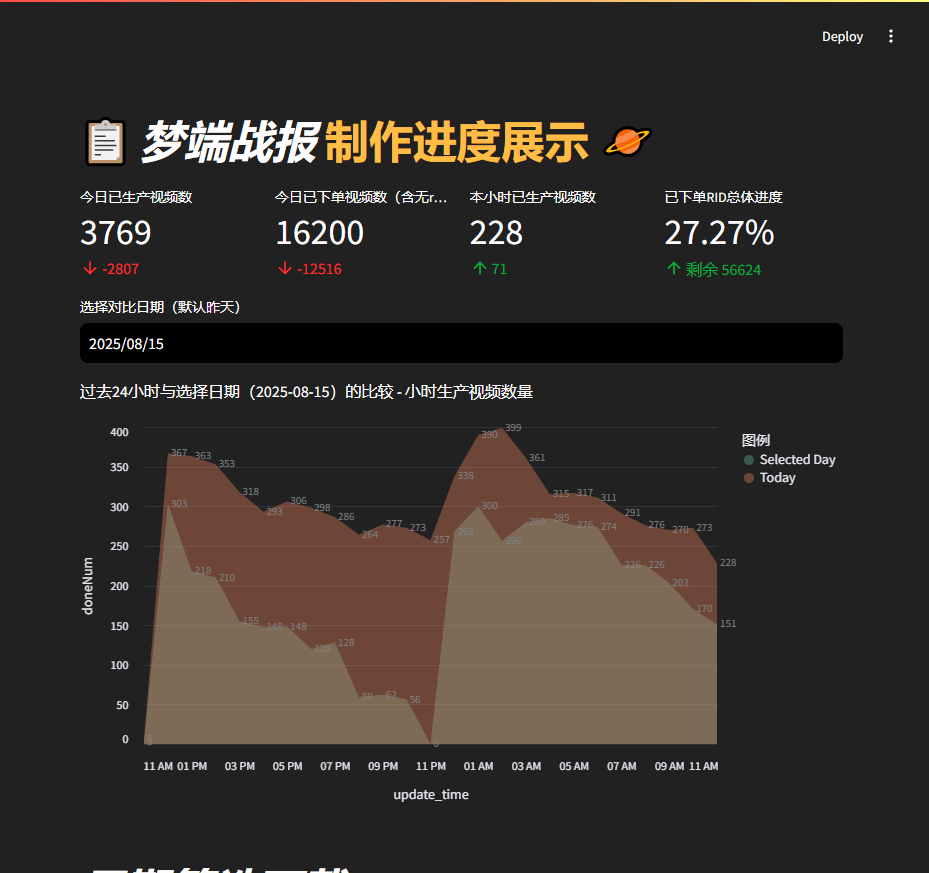 Deploy
梦端战报 制作进度展示
今日已生产视频数
3769
-2807
今日已下单视频数（含无r...
16200
-12516
本小时已生产视频数
228
71
已下单RID总体进度
27.27%
剩余 56624
选择对比日期（默认昨天）
2025/08/15
过去24小时与选择日期（2025-08-15）的比较 - 小时生产视频数量
400
350
300
250
200
150
100
50
0
doneNum
367 363 353 318 293 306 298 286 264 277 273 257 338 390 399 361 315 317 311 291 276 270 273 228
303 218 210 155 148 148 120 128 59 62 56 0 268 300 256 280 285 276 274 226 226 203 170 151
11 AM 01 PM 03 PM 05 PM 07 PM 09 PM 11 PM 01 AM 03 AM 05 AM 07 AM 09 AM 11 AM
update_time
图例
Selected Day
Today